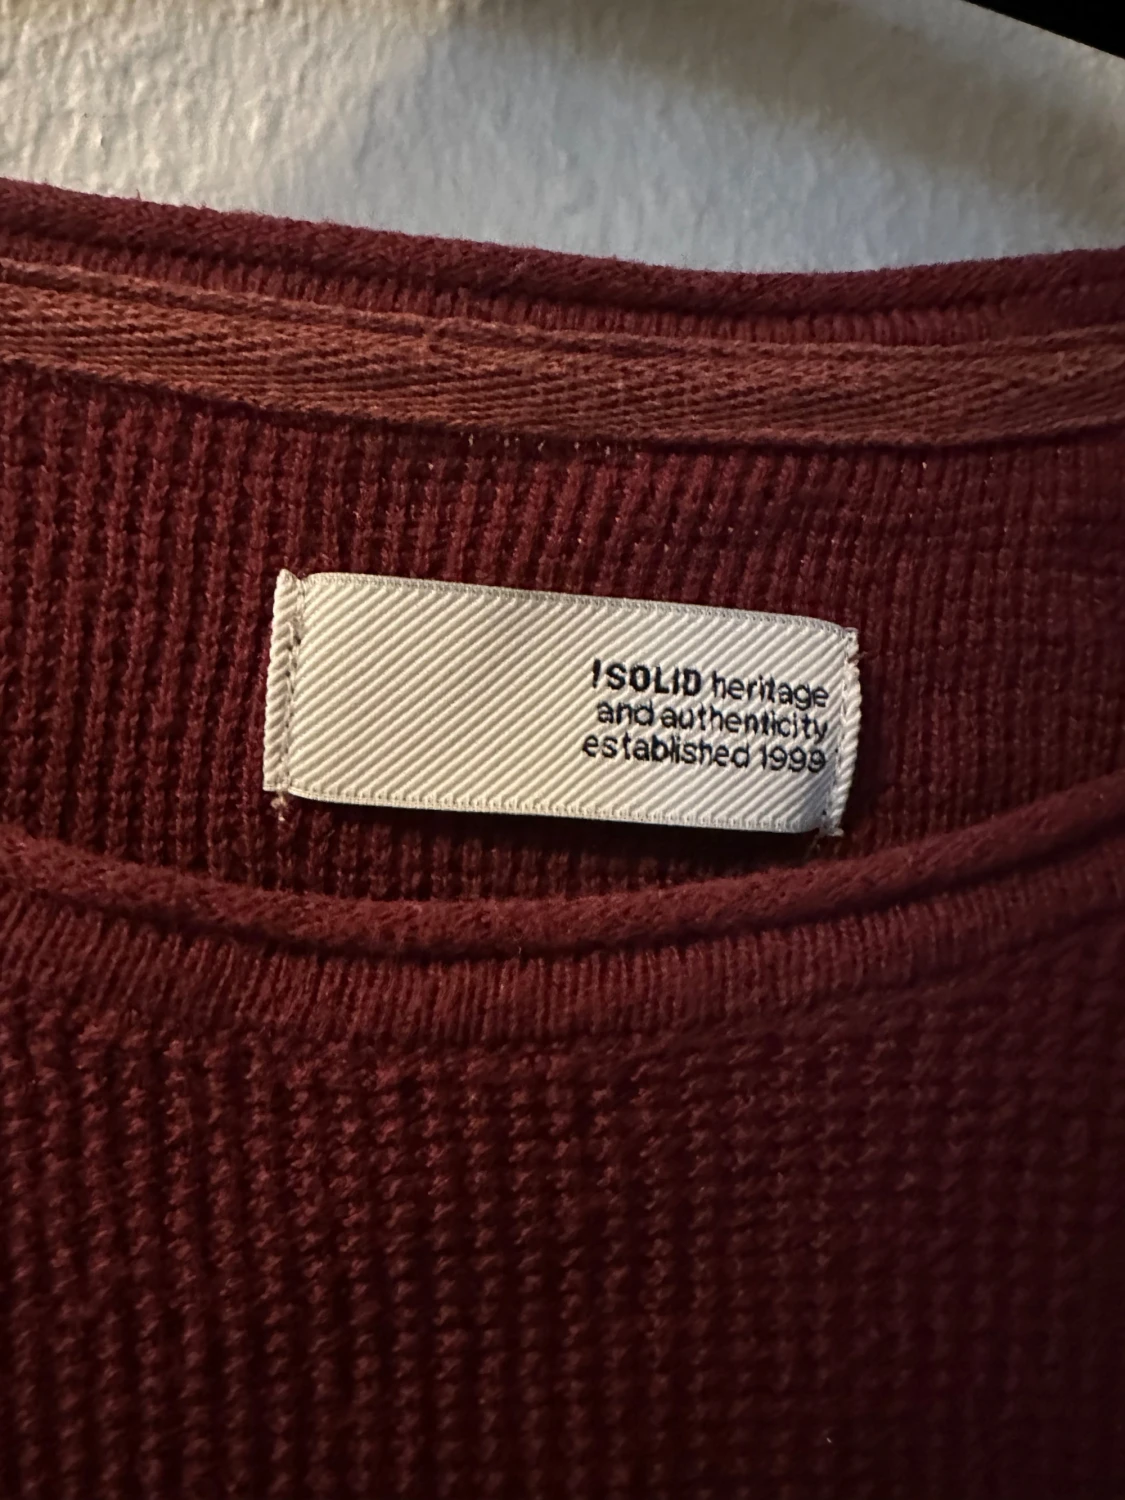 !SOLID heritage
and authenticity
established 1999